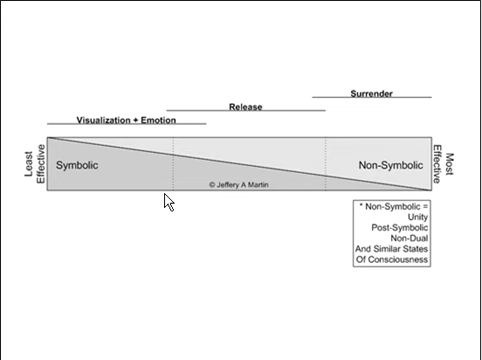 Surrender
Release
Visualization + Emotion
Least
Effective
Symbolic
Non-Symbolic
Most
Effective
© Jeffery A Martin
* Non-Symbolic =
Unity
Post-Symbolic
Non-Dual
And Similar States
Of Consciousness